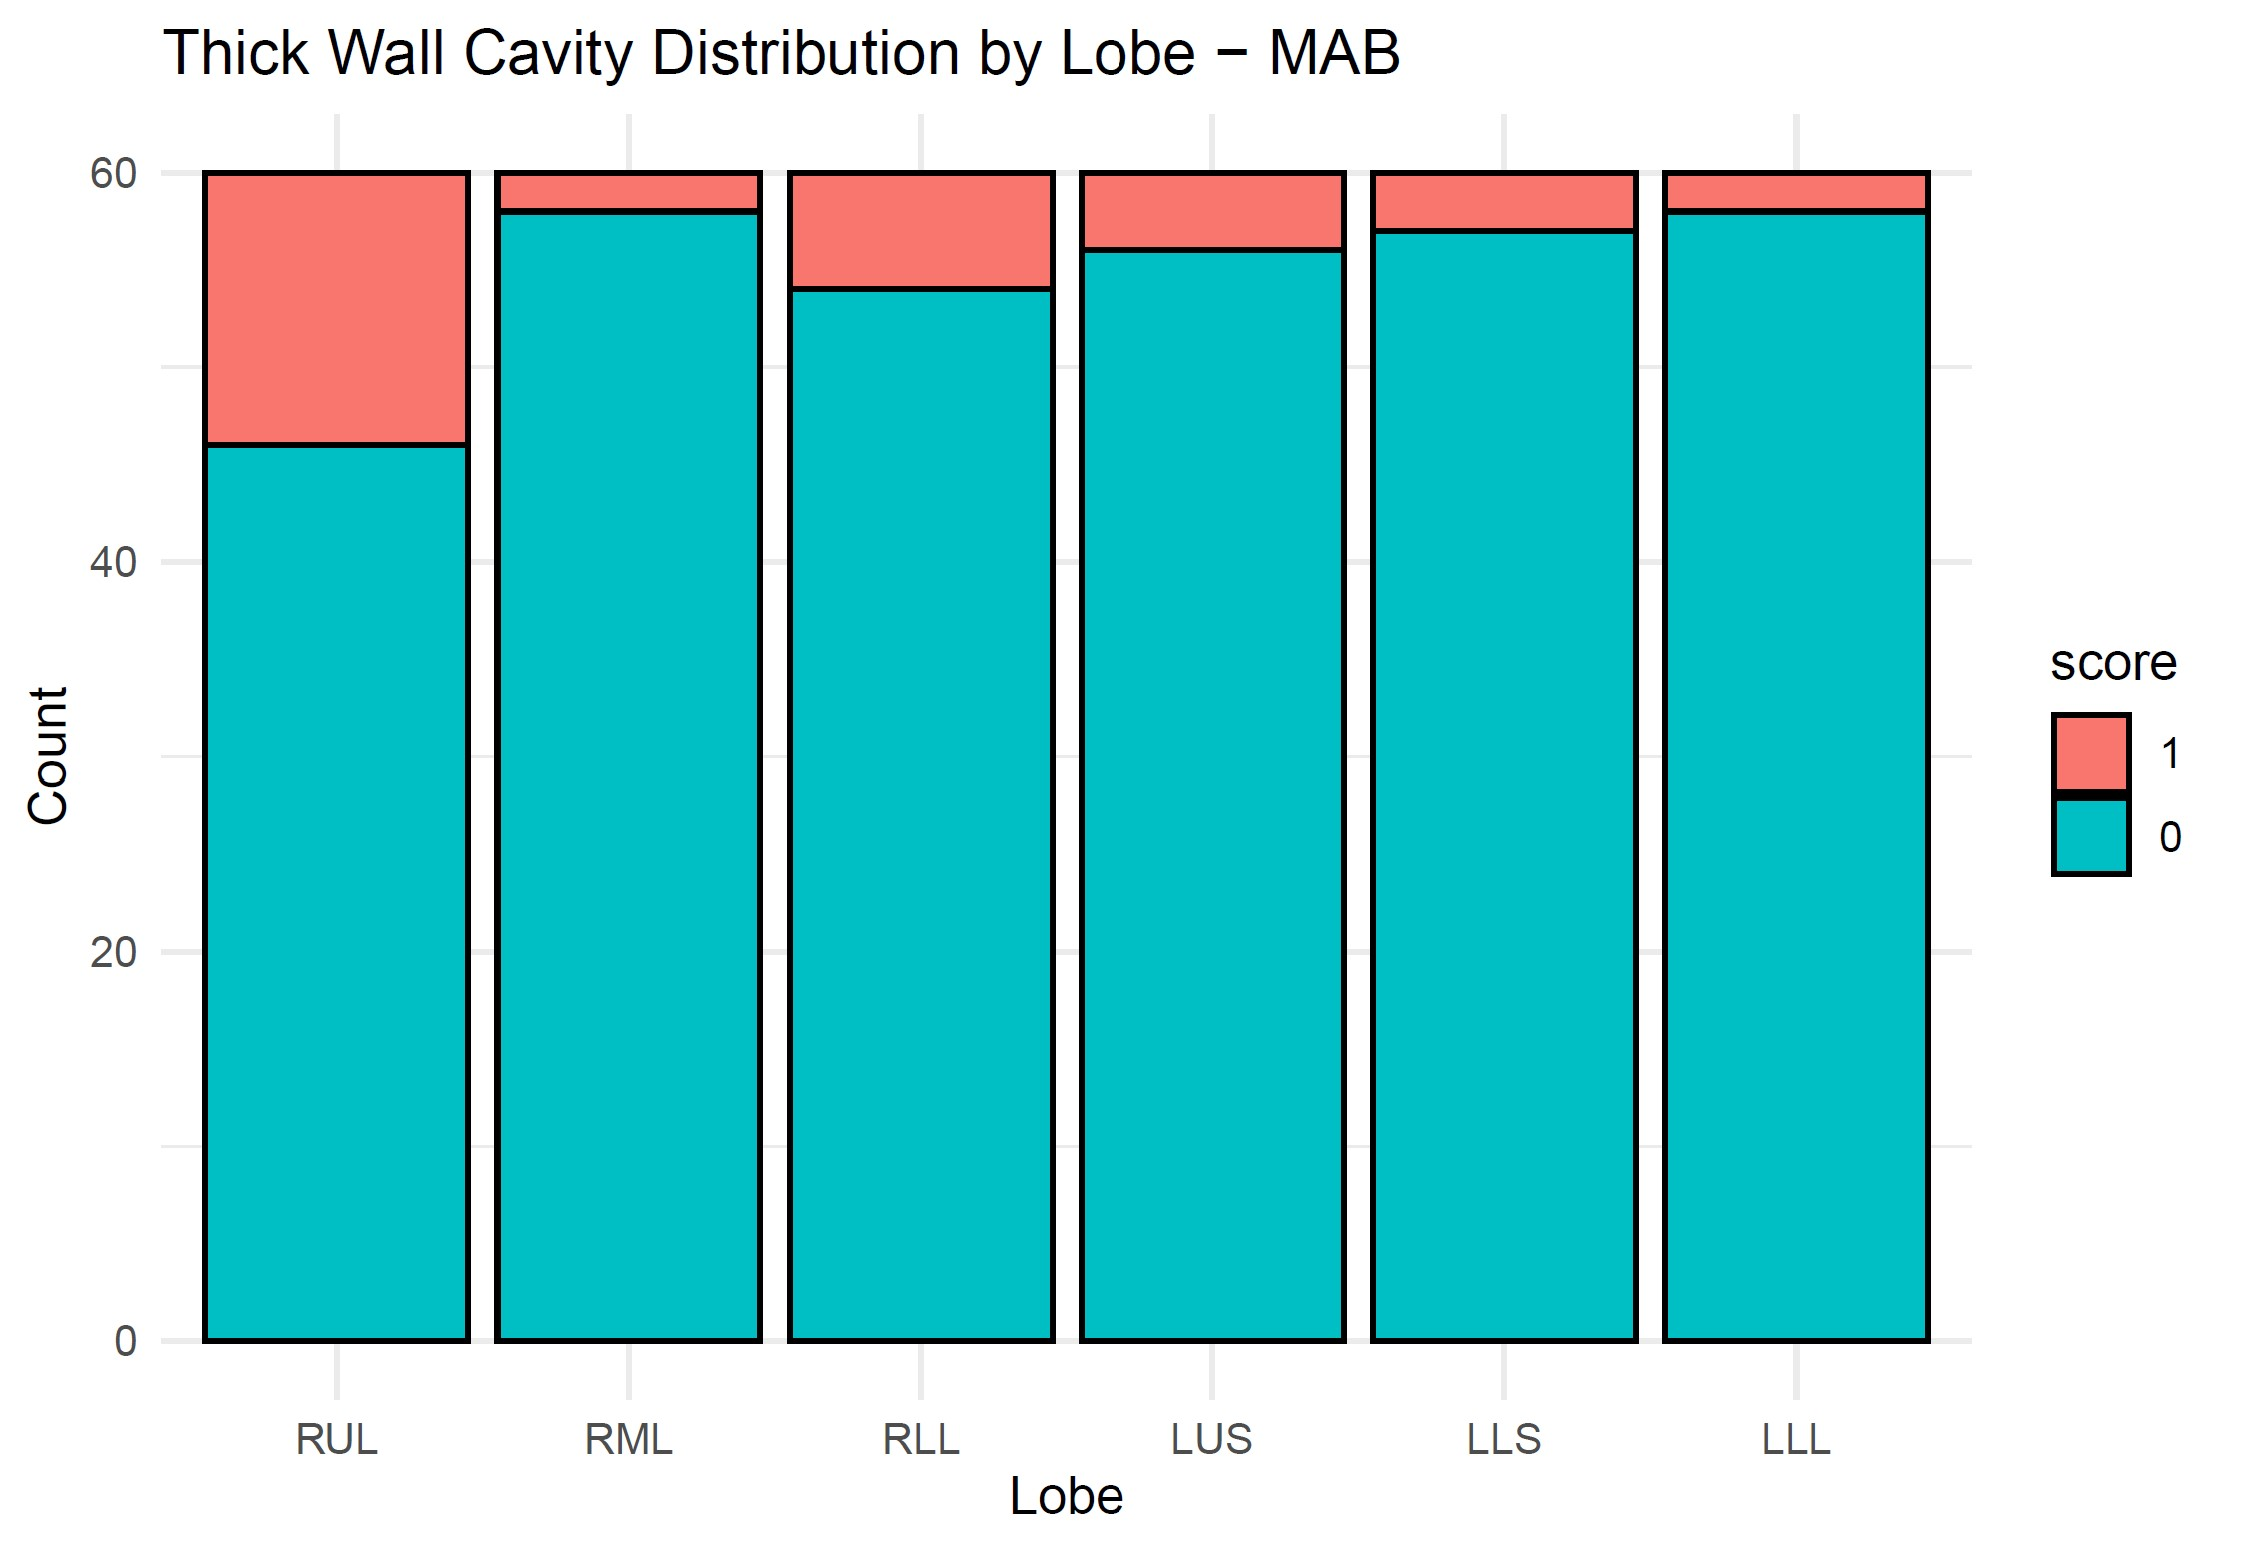 Thick Wall Cavity Distribution by Lobe − MAB
60
40
20
0
Count
RUL RML RLL LUS LLS LLL
Lobe
score
1
0